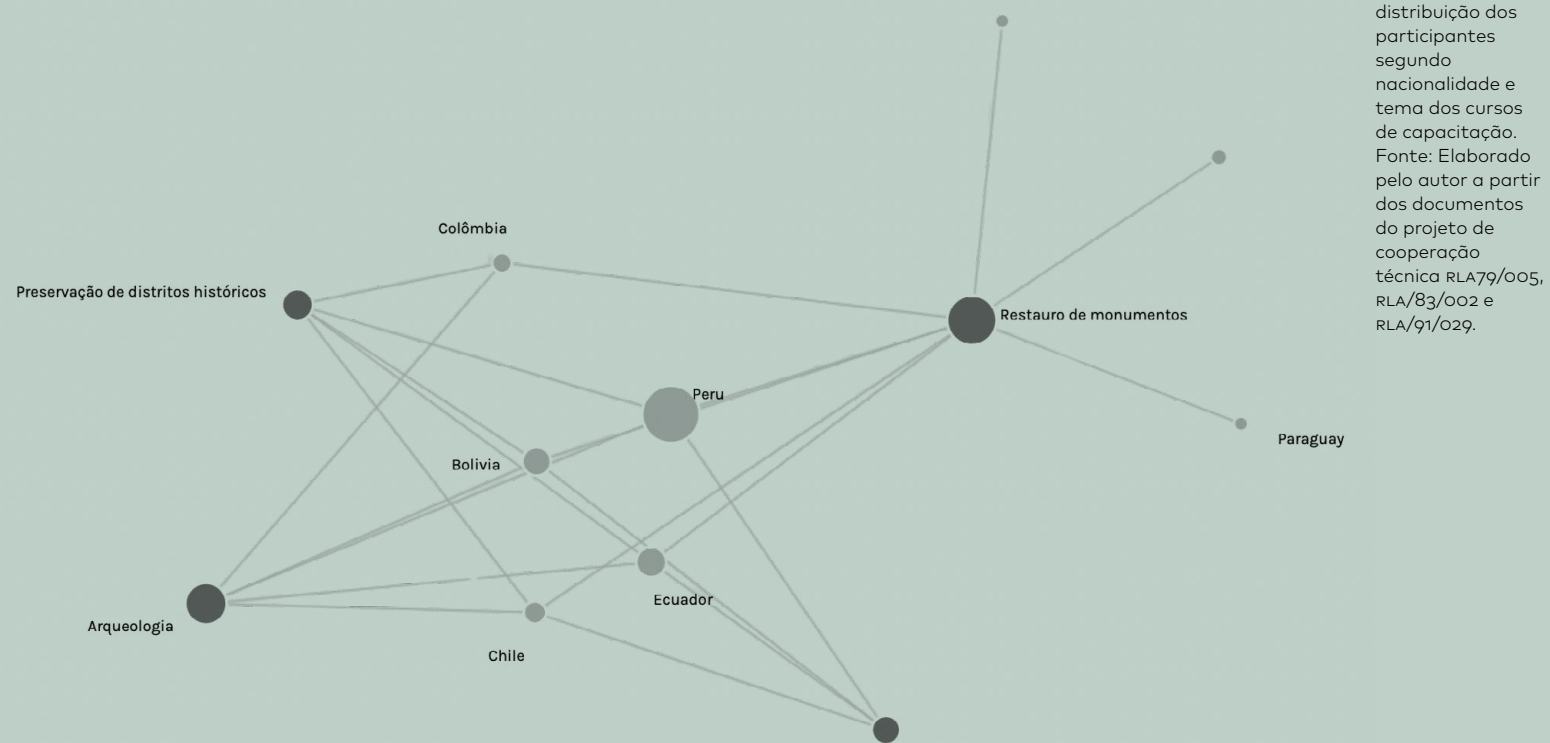 distribuição dos
participantes
segundo
nacionalidade e
tema dos cursos
de capacitação.
Fonte: Elaborado
pelo autor a partir
dos documentos
do projeto de
cooperação
técnica RLA79/005,
RLA/83/002 e
RLA/91/029.
Colômbia
Preservação de distritos históricos
Restauro de monumentos
Peru
Paraguay
Bolivia
Ecuador
Arqueologia
Chile